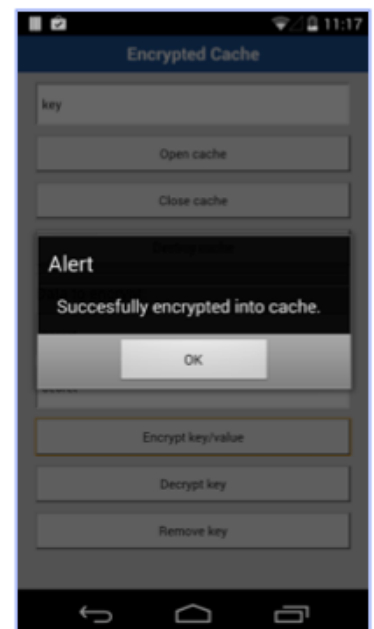 11:17
Encrypted Cache
key
Open cache
Close cache
Alert
Succesfully encrypted into cache.
OK
Encrypt key/value
Decrypt key
Remove key